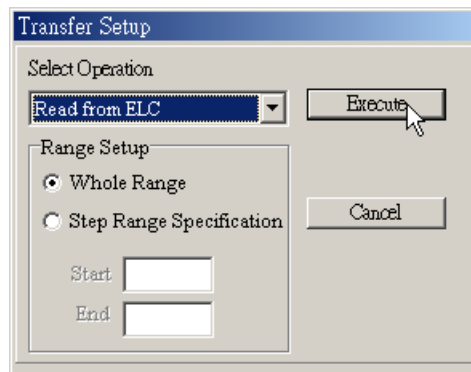 Transfer Setup
Select Operation
Read from ELC
Execute
Range Setup
Whole Range
Step Range Specification
Cancel
Start
End